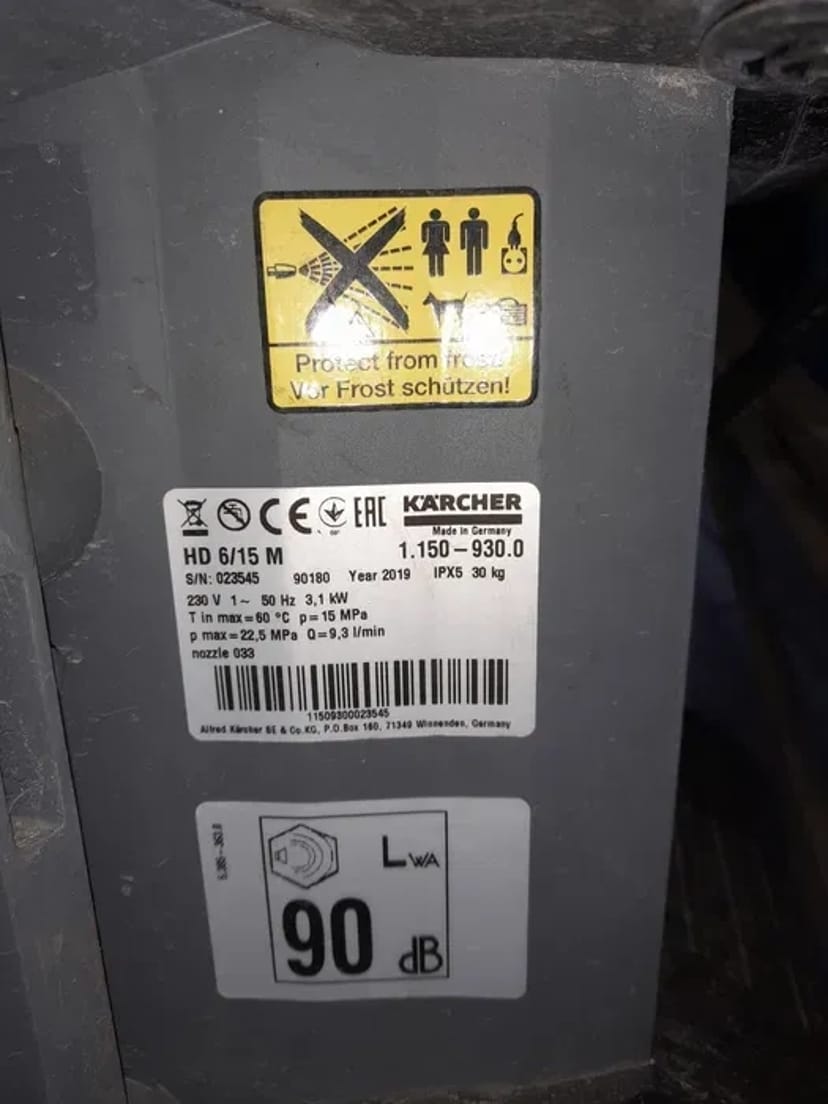 Protect from frost!
Vor Frost schützen!
CE EAC KÄRCHER
Made in Germany
HD 6/15 M 1.150-930.0
S/N: 023545 90180 Year 2019 IPX5 30 kg
230 V 1~ 50 Hz 3,1 kW
T in max=60 °C p=15 MPa
p max=22,5 MPa Q=9,3 l/min
nozzle 033
11509300023545
Alfred Kärcher SE & Co.KG, P.O.Box 160, 71349 Winnenden, Germany
LWA
90 dB